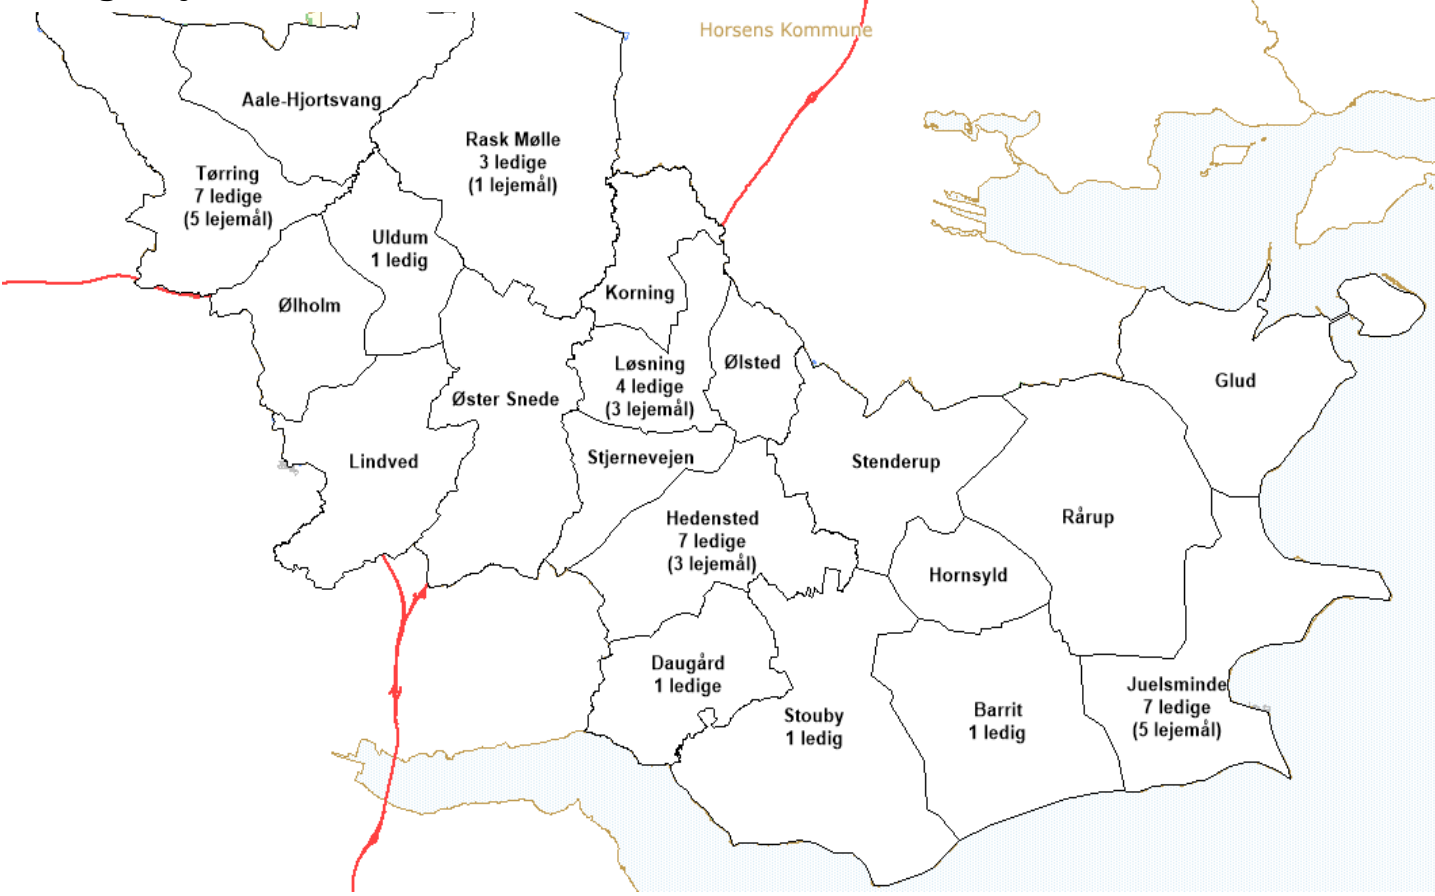 Horsens Kommune
Aale-Hjortsvang
Rask Mølle
3 ledige
(1 lejemål)
Tørring
7 ledige
(5 lejemål)
Uldum
1 ledig
Korning
Ølholm
Løsning
4 ledige
(3 lejemål)
Ølsted
Glud
Øster Snede
Lindved
Stjernevejen
Stenderup
Hedensted
7 ledige
(3 lejemål)
Rårup
Hornsyld
Daugård
1 ledige
Stouby
1 ledig
Barrit
1 ledig
Juelsminde
7 ledige
(5 lejemål)